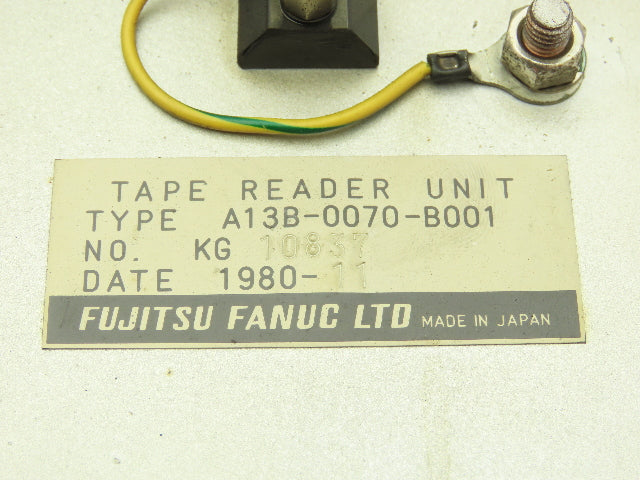 TAPE READER UNIT
TYPE A13B-0070-B001
NO. KG 10837
DATE 1980-11
FUJITSU FANUC LTD MADE IN JAPAN